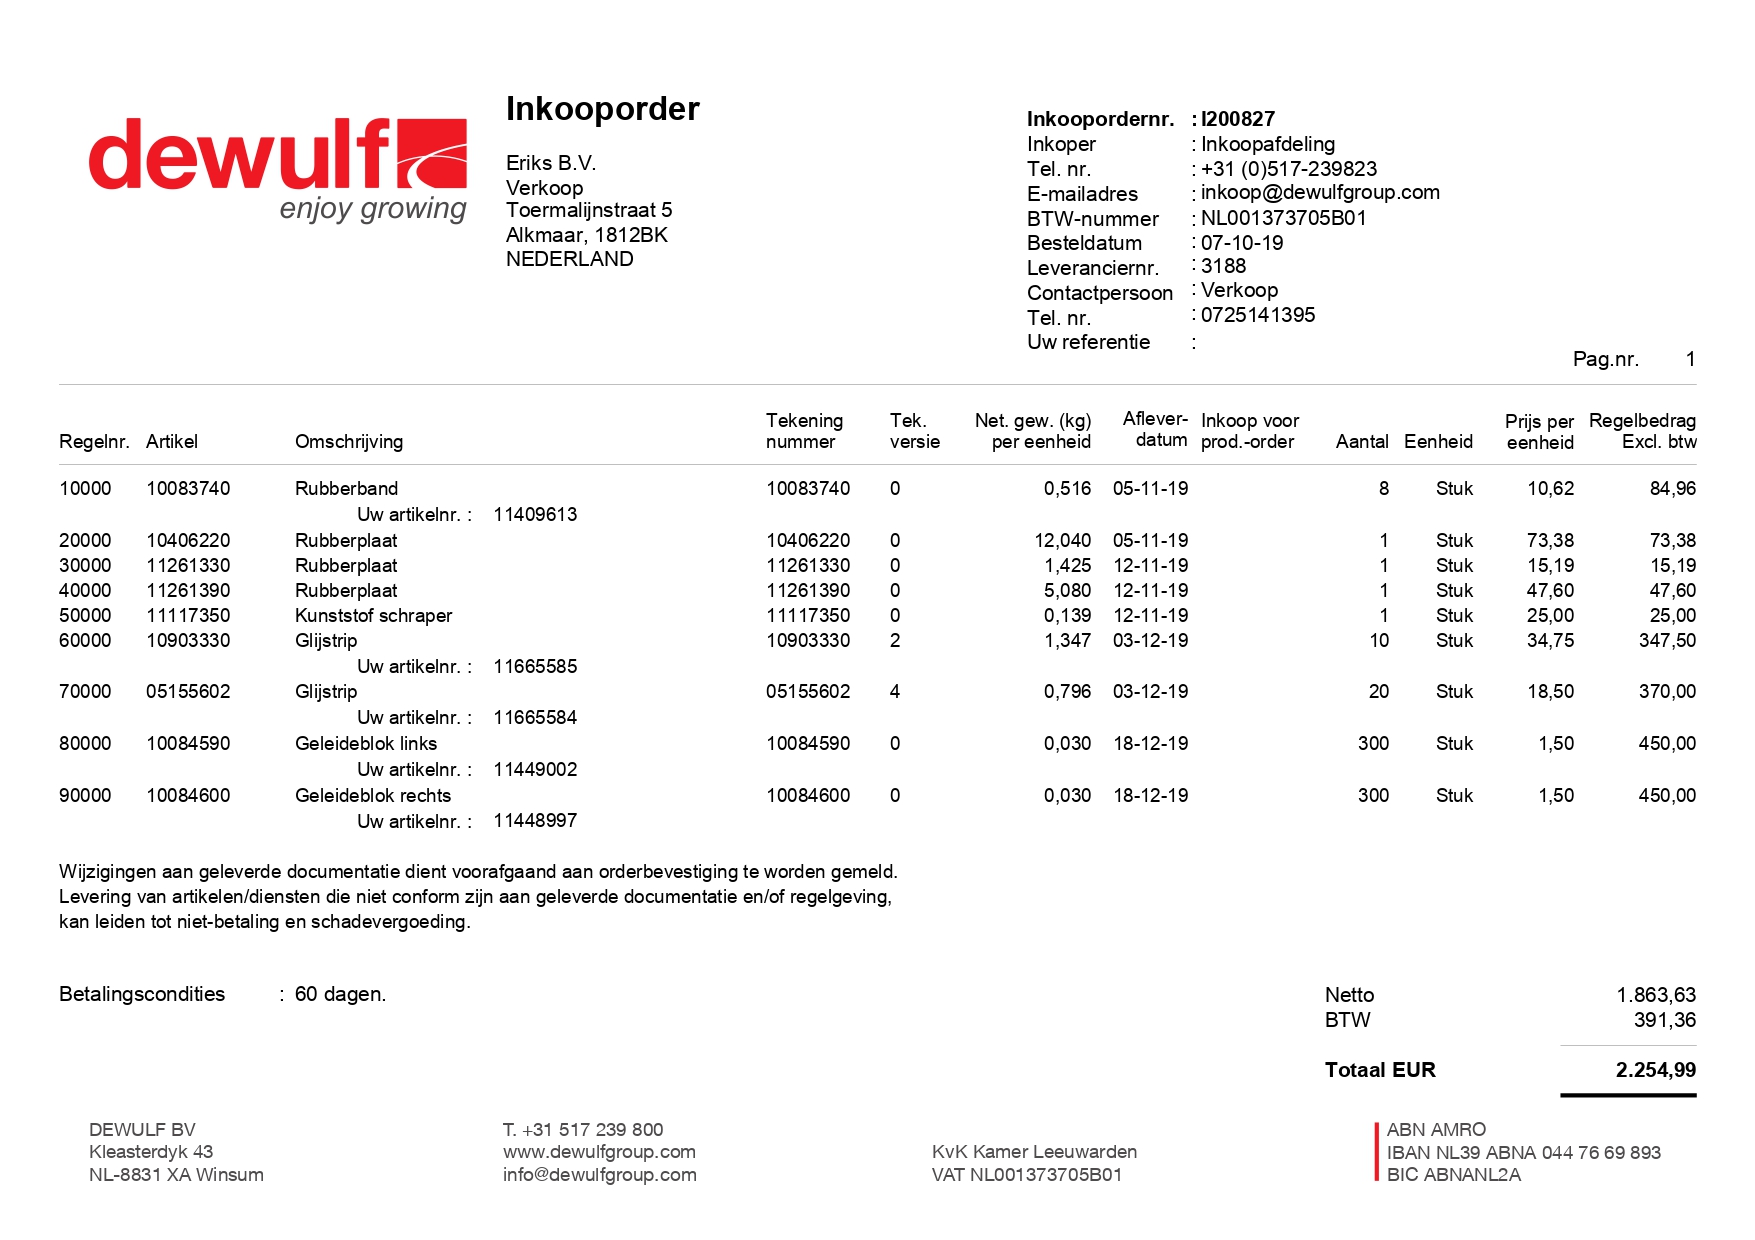 dewulf
enjoy growing
Inkooporder
Eriks B.V.
Verkoop
Toermalijnstraat 5
Alkmaar, 1812BK
NEDERLAND
Inkoopordernr. : I200827
Inkoper : Inkoopafdeling
Tel. nr. : +31 (0)517-239823
E-mailadres : inkoop@dewulfgroup.com
BTW-nummer : NL001373705B01
Besteldatum : 07-10-19
Leveranciernr. : 3188
Contactpersoon : Verkoop
Tel. nr. : 0725141395
Uw referentie :
Pag.nr. 1
Tekening Tek. Net. gew. (kg) Aflever- Inkoop voor Prijs per Regelbedrag
Regelnr. Artikel Omschrijving nummer versie per eenheid datum prod.-order Aantal Eenheid eenheid Excl. btw
10000 10083740 Rubberband 10083740 0 0,516 05-11-19 8 Stuk 10,62 84,96
Uw artikelnr. : 11409613
20000 10406220 Rubberplaat 10406220 0 12,040 05-11-19 1 Stuk 73,38 73,38
30000 11261330 Rubberplaat 11261330 0 1,425 12-11-19 1 Stuk 15,19 15,19
40000 11261390 Rubberplaat 11261390 0 5,080 12-11-19 1 Stuk 47,60 47,60
50000 11117350 Kunststof schraper 11117350 0 0,139 12-11-19 1 Stuk 25,00 25,00
60000 10903330 Glijstrip 10903330 2 1,347 03-12-19 10 Stuk 34,75 347,50
Uw artikelnr. : 11665585
70000 05155602 Glijstrip 05155602 4 0,796 03-12-19 20 Stuk 18,50 370,00
Uw artikelnr. : 11665584
80000 10084590 Geleideblok links 10084590 0 0,030 18-12-19 300 Stuk 1,50 450,00
Uw artikelnr. : 11449002
90000 10084600 Geleideblok rechts 10084600 0 0,030 18-12-19 300 Stuk 1,50 450,00
Uw artikelnr. : 11448997
Wijzigingen aan geleverde documentatie dient voorafgaand aan orderbevestiging te worden gemeld.
Levering van artikelen/diensten die niet conform zijn aan geleverde documentatie en/of regelgeving,
kan leiden tot niet-betaling en schadevergoeding.
Betalingscondities : 60 dagen.
Netto 1.863,63
BTW 391,36
Totaal EUR 2.254,99
DEWULF BV
Kleasterdyk 43
NL-8831 XA Winsum
T. +31 517 239 800
www.dewulfgroup.com
info@dewulfgroup.com
KvK Kamer Leeuwarden
VAT NL001373705B01
ABN AMRO
IBAN NL39 ABNA 044 76 69 893
BIC ABNANL2A